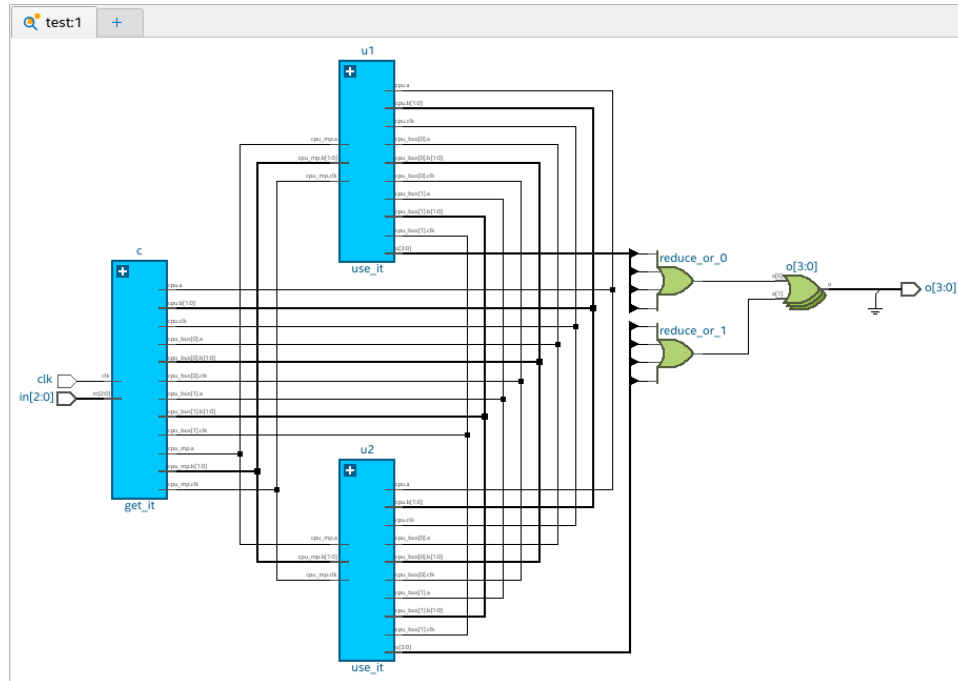 test:1
+
u1
cpu.a
cpu.b[1:0]
cpu.clk
cpu_mp.a
cpu_bus[0].a
cpu_mp.b[1:0]
cpu_bus[0].b[1:0]
cpu_mp.clk
cpu_bus[0].clk
cpu_bus[1].a
cpu_bus[1].b[1:0]
cpu_bus[1].clk
o[3:0]
use_it
c
cpu.a
cpu.b[1:0]
cpu.clk
cpu_bus[0].a
cpu_bus[0].b[1:0]
clk
clk
cpu_bus[0].clk
in[2:0]
in[2:0]
cpu_bus[1].a
cpu_bus[1].b[1:0]
cpu_bus[1].clk
cpu_mp.a
cpu_mp.b[1:0]
cpu_mp.clk
get_it
u2
cpu.a
cpu.b[1:0]
cpu.clk
cpu_mp.a
cpu_bus[0].a
cpu_mp.b[1:0]
cpu_bus[0].b[1:0]
cpu_mp.clk
cpu_bus[0].clk
cpu_bus[1].a
cpu_bus[1].b[1:0]
cpu_bus[1].clk
o[3:0]
use_it
reduce_or_0
reduce_or_1
o[3:0]
a[0]
a[1]
o
o[3:0]